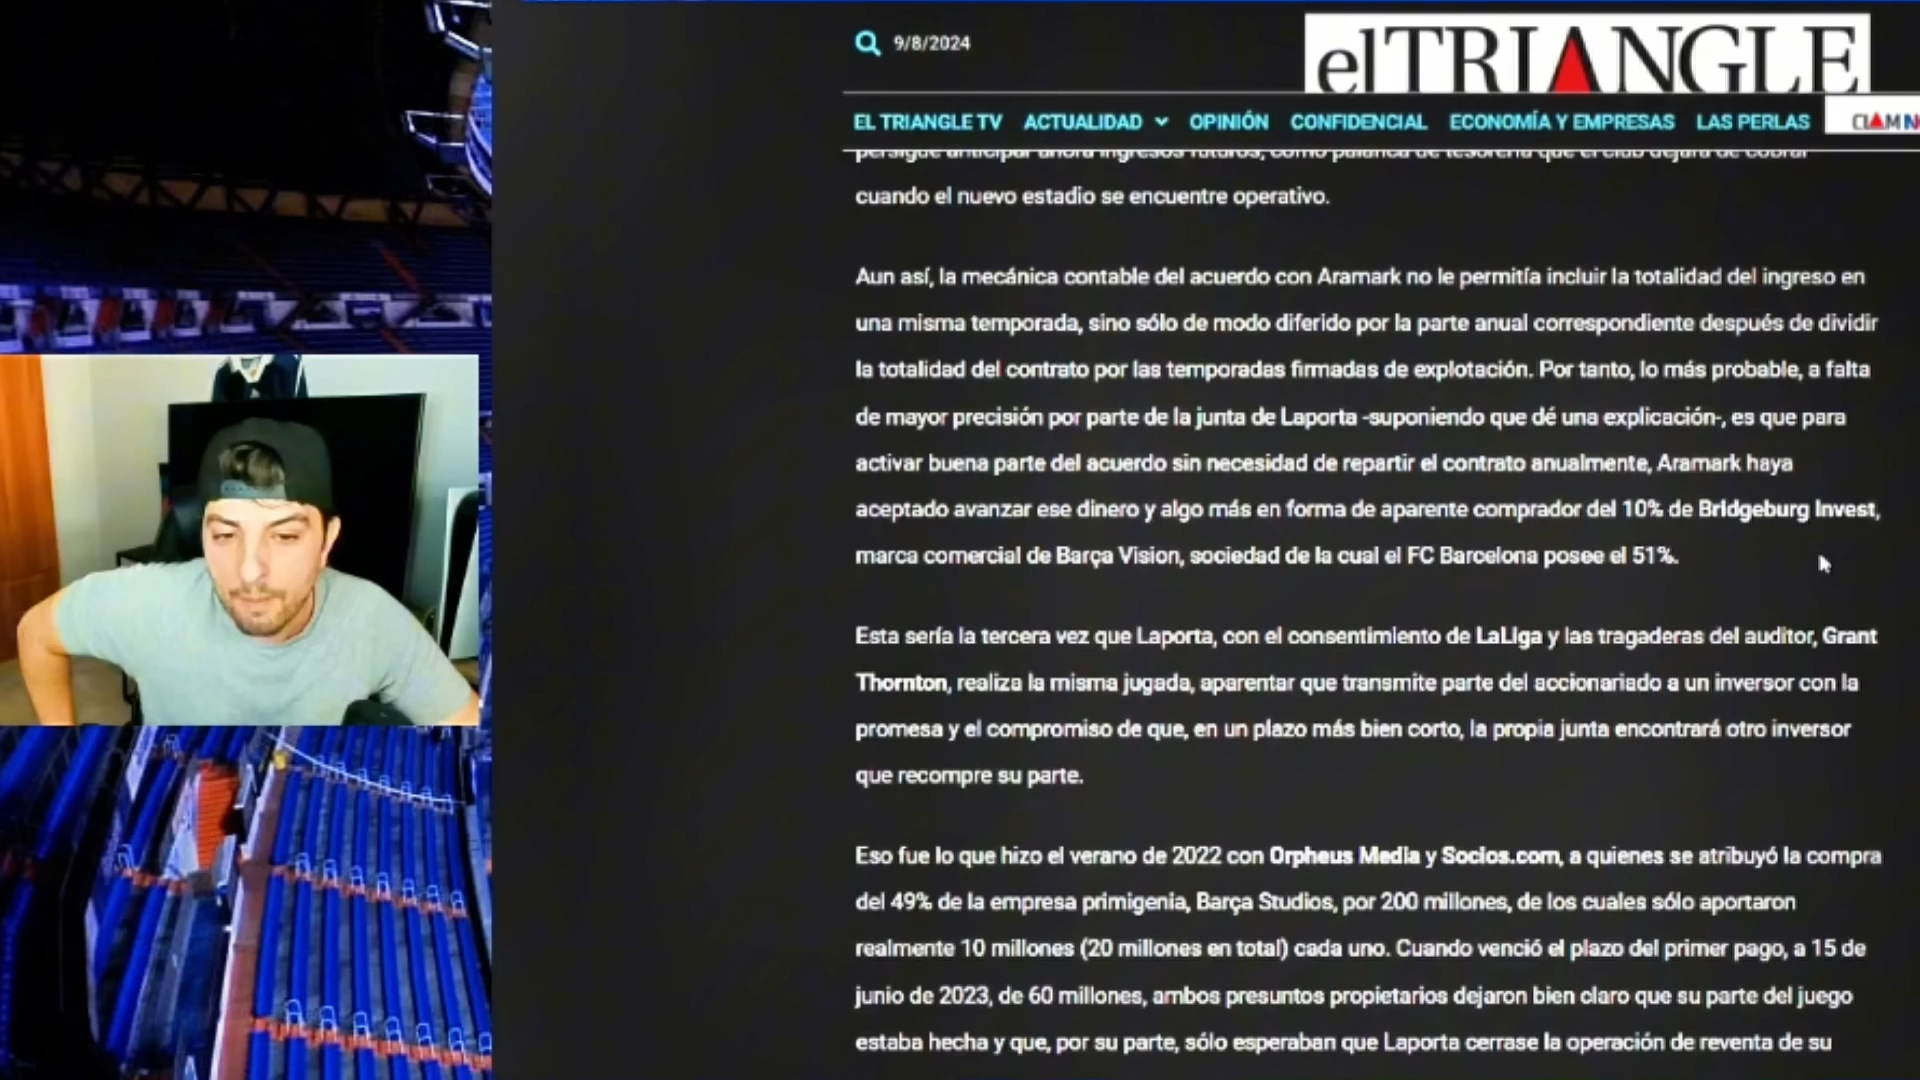 9/8/2024
elTRIANGLE
EL TRIANGLE TV ACTUALIDAD OPINIÓN CONFIDENCIAL ECONOMÍA Y EMPRESAS LAS PERLAS
persigue anticipar ahora ingresos futuros, como palanca de tesorería que el club dejará de cobrar
cuando el nuevo estadio se encuentre operativo.
Aun así, la mecánica contable del acuerdo con Aramark no le permitía incluir la totalidad del ingreso en
una misma temporada, sino sólo de modo diferido por la parte anual correspondiente después de dividir
la totalidad del contrato por las temporadas firmadas de explotación. Por tanto, lo más probable, a falta
de mayor precisión por parte de la junta de Laporta -suponiendo que dé una explicación-, es que para
activar buena parte del acuerdo sin necesidad de repartir el contrato anualmente, Aramark haya
aceptado avanzar ese dinero y algo más en forma de aparente comprador del 10% de Bridgeburg Invest,
marca comercial de Barça Vision, sociedad de la cual el FC Barcelona posee el 51%.
Esta sería la tercera vez que Laporta, con el consentimiento de LaLiga y las tragaderas del auditor, Grant
Thornton, realiza la misma jugada, aparentar que transmite parte del accionariado a un inversor con la
promesa y el compromiso de que, en un plazo más bien corto, la propia junta encontrará otro inversor
que recompre su parte.
Eso fue lo que hizo el verano de 2022 con Orpheus Media y Socios.com, a quienes se atribuyó la compra
del 49% de la empresa primigenia, Barça Studios, por 200 millones, de los cuales sólo aportaron
realmente 10 millones (20 millones en total) cada uno. Cuando venció el plazo del primer pago, a 15 de
junio de 2023, de 60 millones, ambos presuntos propietarios dejaron bien claro que su parte del juego
estaba hecha y que, por su parte, sólo esperaban que Laporta cerrase la operación de reventa de su